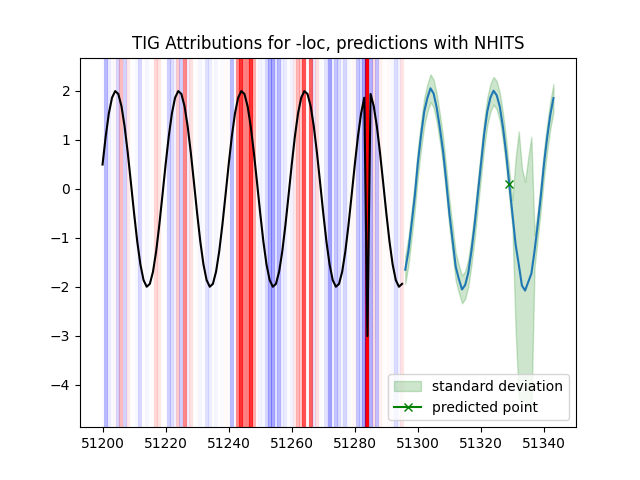 TIG Attributions for -loc, predictions with NHITS
2
1
0
−1
−2
−3
−4
standard deviation
predicted point
51200 51220 51240 51260 51280 51300 51320 51340